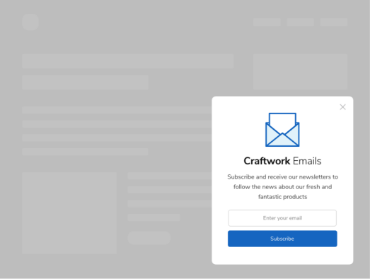 Craftwork Emails
Subscribe and receive our newsletters to
follow the news about our fresh and
fantastic products
Enter your email
Subscribe